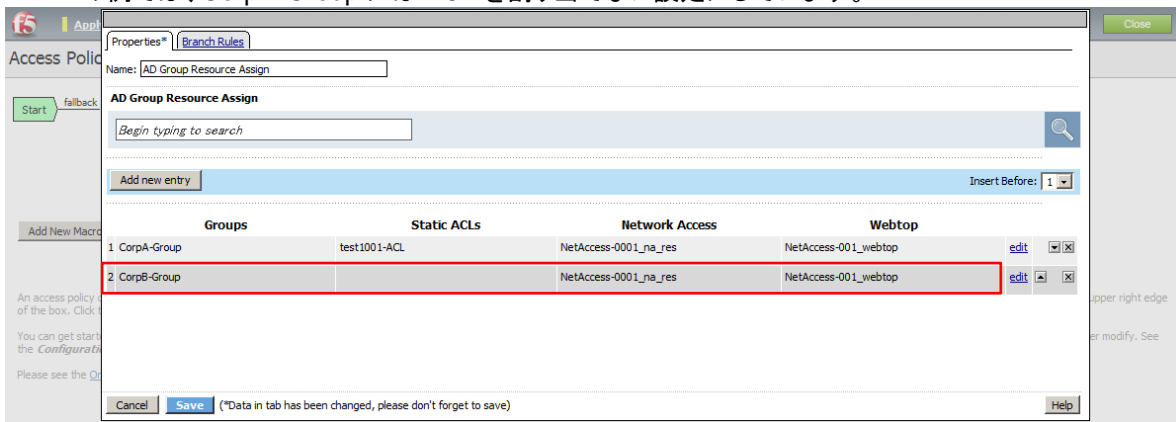 f5
Appl
Close
Access Polic
Properties* Branch Rules
Name: AD Group Resource Assign
Start fallback
AD Group Resource Assign
Begin typing to search
Add new entry Insert Before: 1
Add New Macro
Groups Static ACLs Network Access Webtop
1 CorpA-Group test1001-ACL NetAccess-0001_na_res NetAccess-001_webtop edit
2 CorpB-Group NetAccess-0001_na_res NetAccess-001_webtop edit
An access policy upper right edge
of the box. Click
You can get start er modify. See
the Configurati
Please see the
Cancel Save (*Data in tab has been changed, please don't forget to save) Help